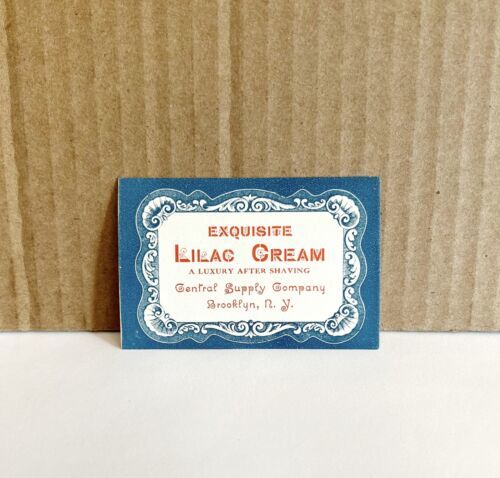 EXQUISITE
LILAC CREAM
A LUXURY AFTER SHAVING
Central Supply Company
Brooklyn, N. Y.